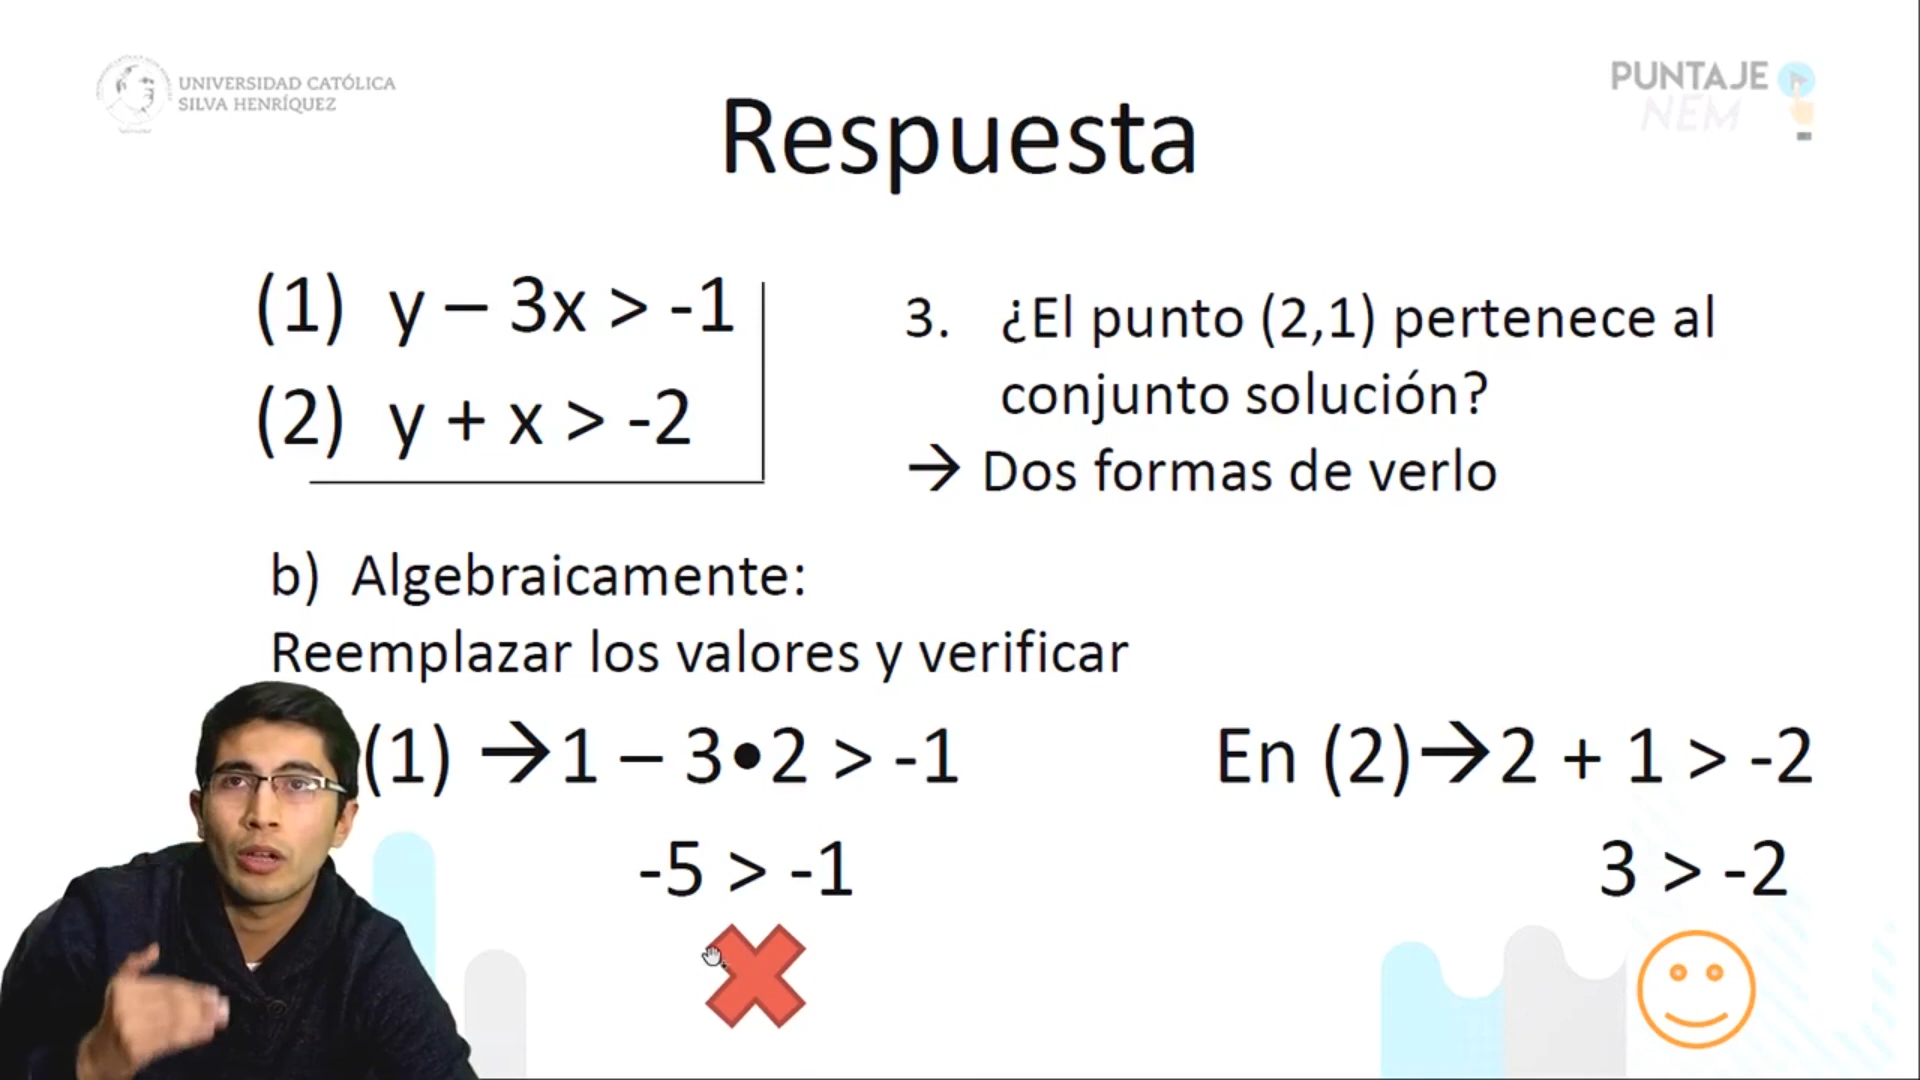 UNIVERSIDAD CATÓLICA
SILVA HENRÍQUEZ
PUNTAJE
NEM
Respuesta
(1) y – 3x > -1
(2) y + x > -2
3. ¿El punto (2,1) pertenece al
conjunto solución?
→ Dos formas de verlo
b) Algebraicamente:
Reemplazar los valores y verificar
(1) →1 – 3•2 > -1
-5 > -1
En (2)→2 + 1 > -2
3 > -2